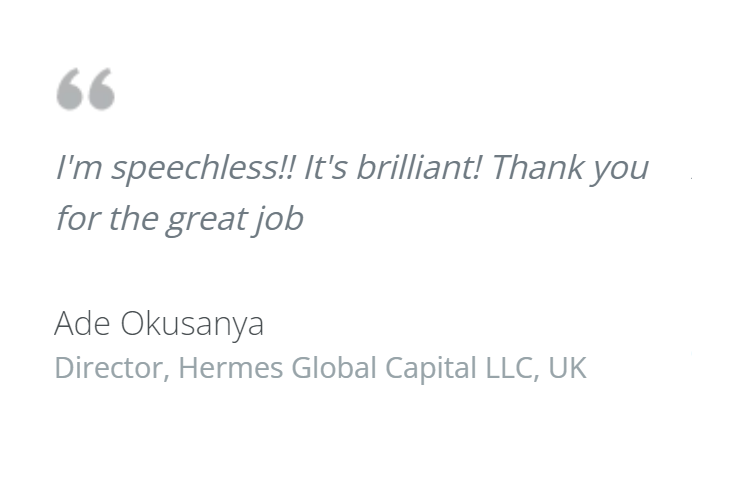 “
I'm speechless!! It's brilliant! Thank you
for the great job
Ade Okusanya
Director, Hermes Global Capital LLC, UK